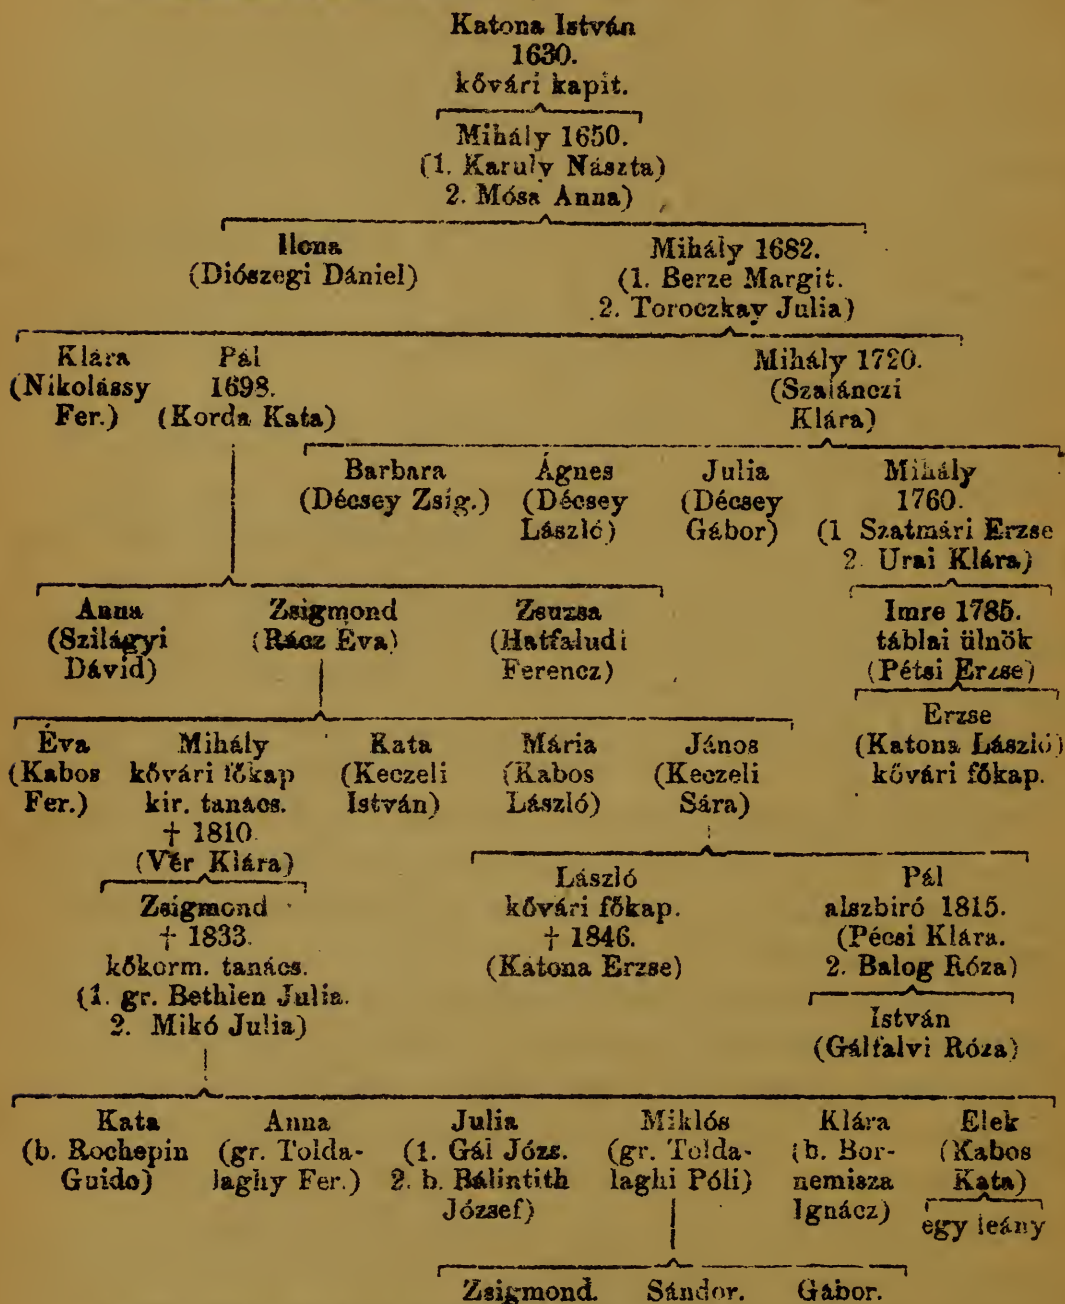 Katona István
1630.
kővári kapit.
Mihály 1650.
(1. Karuly Nászta)
2. Mósa Anna)
Ilona
(Diószegi Dániel)
Mihály 1682.
(1. Berze Margit.
2. Toroczkay Julia)
Klára
(Nikolássy
Fer.)
Pál
1698.
(Korda Kata)
Mihály 1720.
(Szalánczi
Klára)
Barbara
(Décsey Zsig.)
Ágnes
(Décsey
László)
Julia
(Décsey
Gábor)
Mihály
1760.
(1 Szatmári Erzse
2. Urai Klára)
Anna
(Szilágyi
Dávid)
Zsigmond
(Rácz Éva)
Zsuzsa
(Hatfaludi
Ferencz)
Imre 1785.
táblai ülnök
(Pétsi Erzse)
Erzse
(Katona László)
kővári főkap.
Éva
(Kabos
Fer.)
Mihály
kővári főkap
kir. tanács.
† 1810.
(Vér Klára)
Kata
(Keczeli
István)
Mária
(Kabos
László)
János
(Keczeli
Sára)
Zsigmond
† 1833.
kőkorm. tanács.
(1. gr. Bethlen Julia.
2. Mikó Julia)
László
kővári főkap.
† 1846.
(Katona Erzse)
Pál
alszbiró 1815.
(Pécsi Klára.
2. Balog Róza)
István
(Gálfalvi Róza)
Kata
(b. Rochepin
Guido)
Anna
(gr. Tolda-
laghy Fer.)
Julia
(1. Gál Józs.
2. b. Bálintith
József)
Miklós
(gr. Tolda-
laghi Póli)
Klára
(b. Bor-
nemisza
Ignácz)
Elek
(Kabos
Kata)
egy leány
Zsigmond.
Sándor.
Gábor.